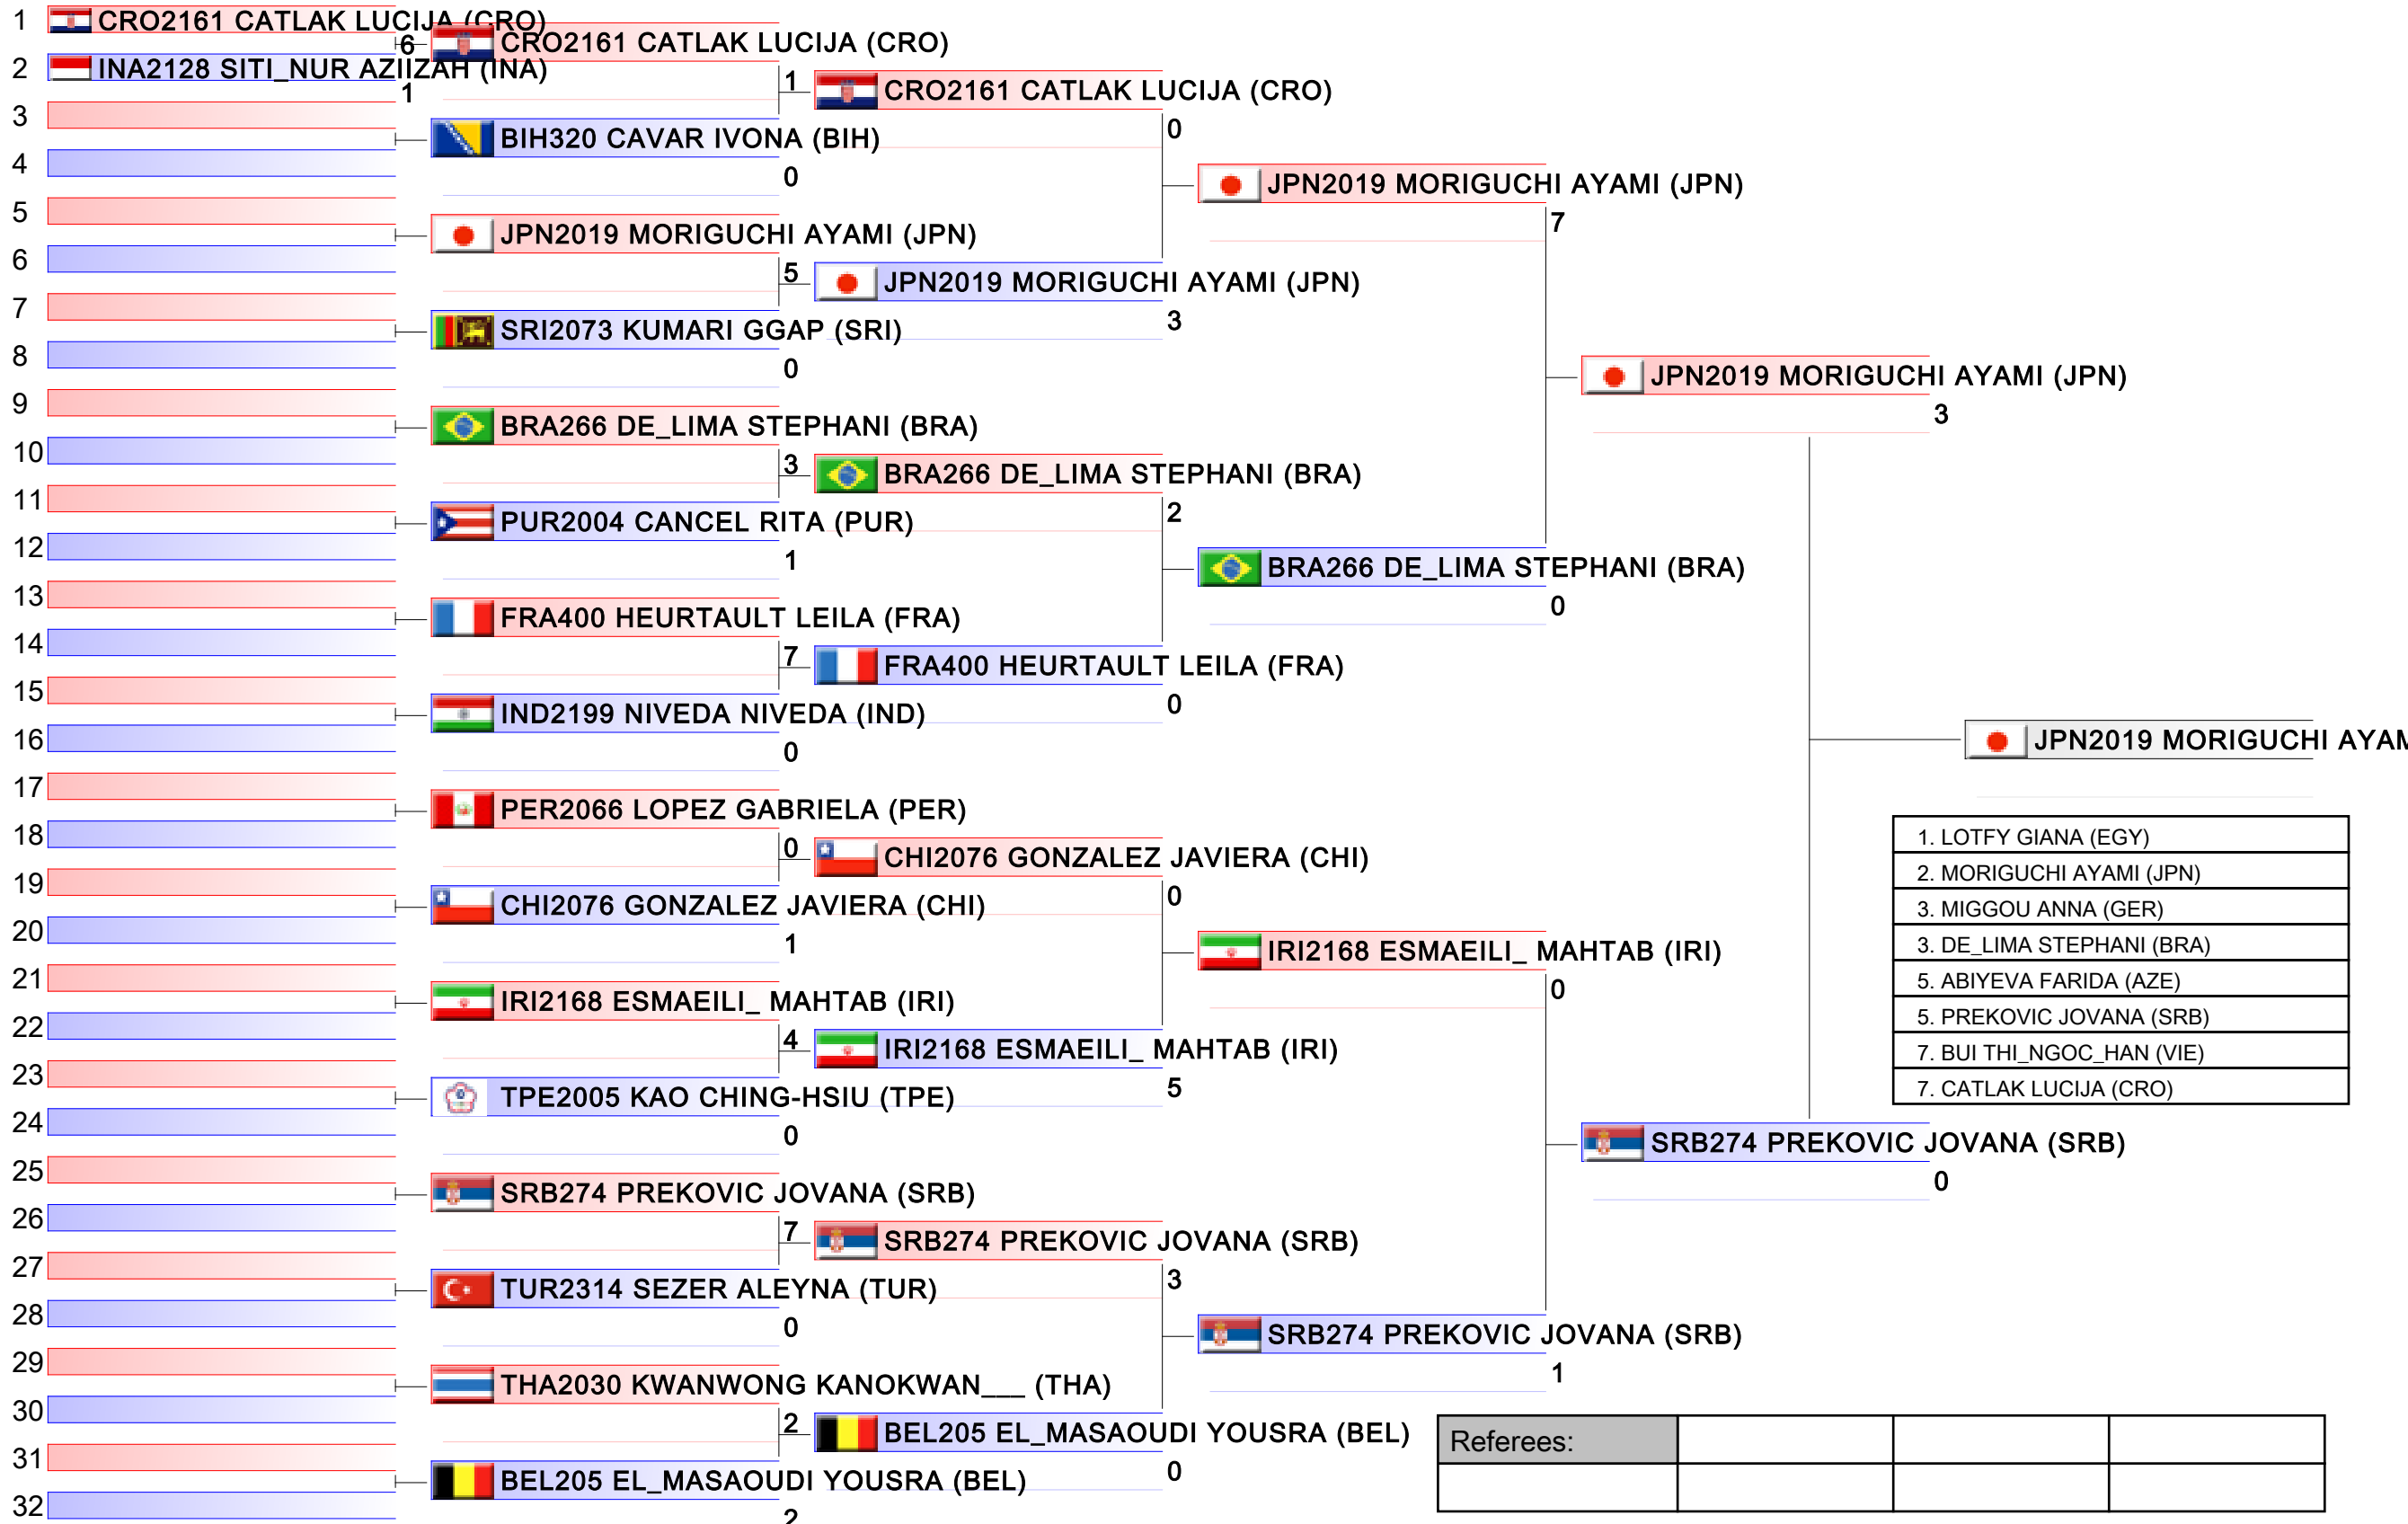 1
CRO2161 CATLAK LUCIJA (CRO)
6
2
INA2128 SITI_NUR AZIIZAH (INA)
1
3
4
5
6
7
8
9
10
11
12
13
14
15
16
17
18
19
20
21
22
23
24
25
26
27
28
29
30
31
32
CRO2161 CATLAK LUCIJA (CRO)
1
BIH320 CAVAR IVONA (BIH)
0
JPN2019 MORIGUCHI AYAMI (JPN)
5
SRI2073 KUMARI GGAP (SRI)
0
BRA266 DE_LIMA STEPHANI (BRA)
3
PUR2004 CANCEL RITA (PUR)
1
FRA400 HEURTAULT LEILA (FRA)
7
IND2199 NIVEDA NIVEDA (IND)
0
PER2066 LOPEZ GABRIELA (PER)
0
CHI2076 GONZALEZ JAVIERA (CHI)
1
IRI2168 ESMAEILI_ MAHTAB (IRI)
4
TPE2005 KAO CHING-HSIU (TPE)
0
SRB274 PREKOVIC JOVANA (SRB)
7
TUR2314 SEZER ALEYNA (TUR)
0
THA2030 KWANWONG KANOKWAN___ (THA)
2
BEL205 EL_MASAOUDI YOUSRA (BEL)
2
CRO2161 CATLAK LUCIJA (CRO)
0
JPN2019 MORIGUCHI AYAMI (JPN)
3
BRA266 DE_LIMA STEPHANI (BRA)
2
FRA400 HEURTAULT LEILA (FRA)
0
CHI2076 GONZALEZ JAVIERA (CHI)
0
IRI2168 ESMAEILI_ MAHTAB (IRI)
5
SRB274 PREKOVIC JOVANA (SRB)
3
BEL205 EL_MASAOUDI YOUSRA (BEL)
0
JPN2019 MORIGUCHI AYAMI (JPN)
7
BRA266 DE_LIMA STEPHANI (BRA)
0
IRI2168 ESMAEILI_ MAHTAB (IRI)
0
SRB274 PREKOVIC JOVANA (SRB)
1
JPN2019 MORIGUCHI AYAMI (JPN)
3
SRB274 PREKOVIC JOVANA (SRB)
0
JPN2019 MORIGUCHI AYAM
1. LOTFY GIANA (EGY)
2. MORIGUCHI AYAMI (JPN)
3. MIGGOU ANNA (GER)
3. DE_LIMA STEPHANI (BRA)
5. ABIYEVA FARIDA (AZE)
5. PREKOVIC JOVANA (SRB)
7. BUI THI_NGOC_HAN (VIE)
7. CATLAK LUCIJA (CRO)
Referees: